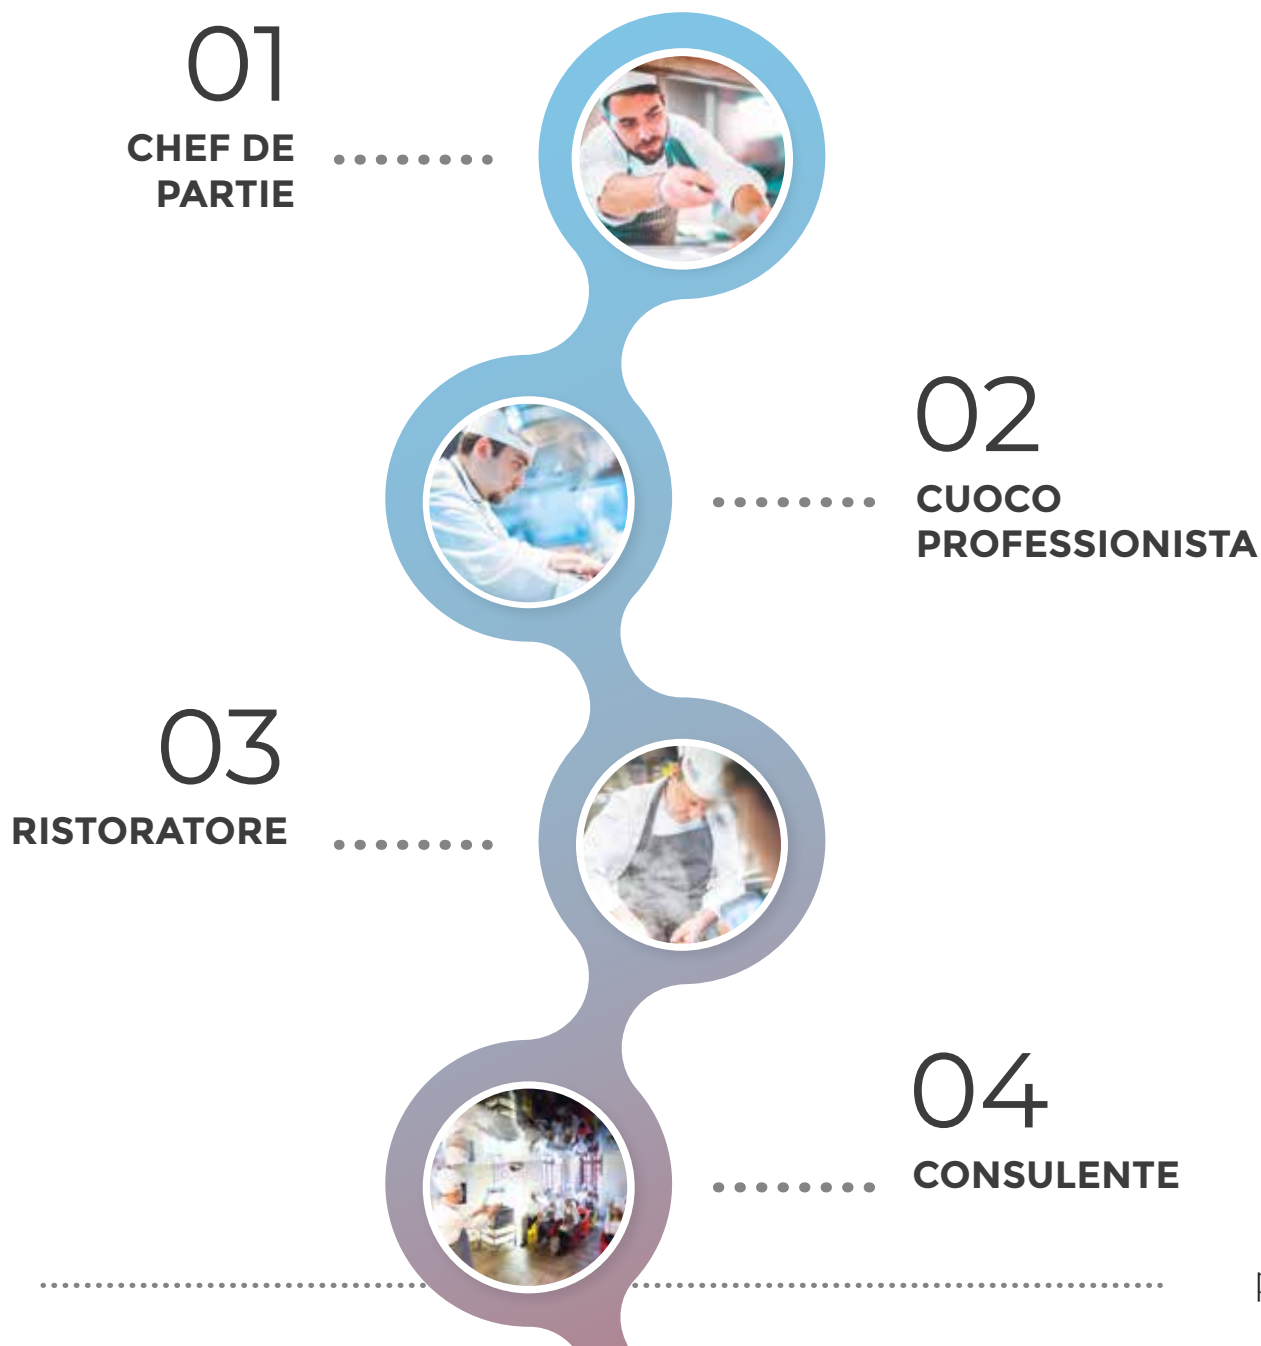 01
CHEF DE
PARTIE
02
CUOCO
PROFESSIONISTA
03
RISTORATORE
04
CONSULENTE